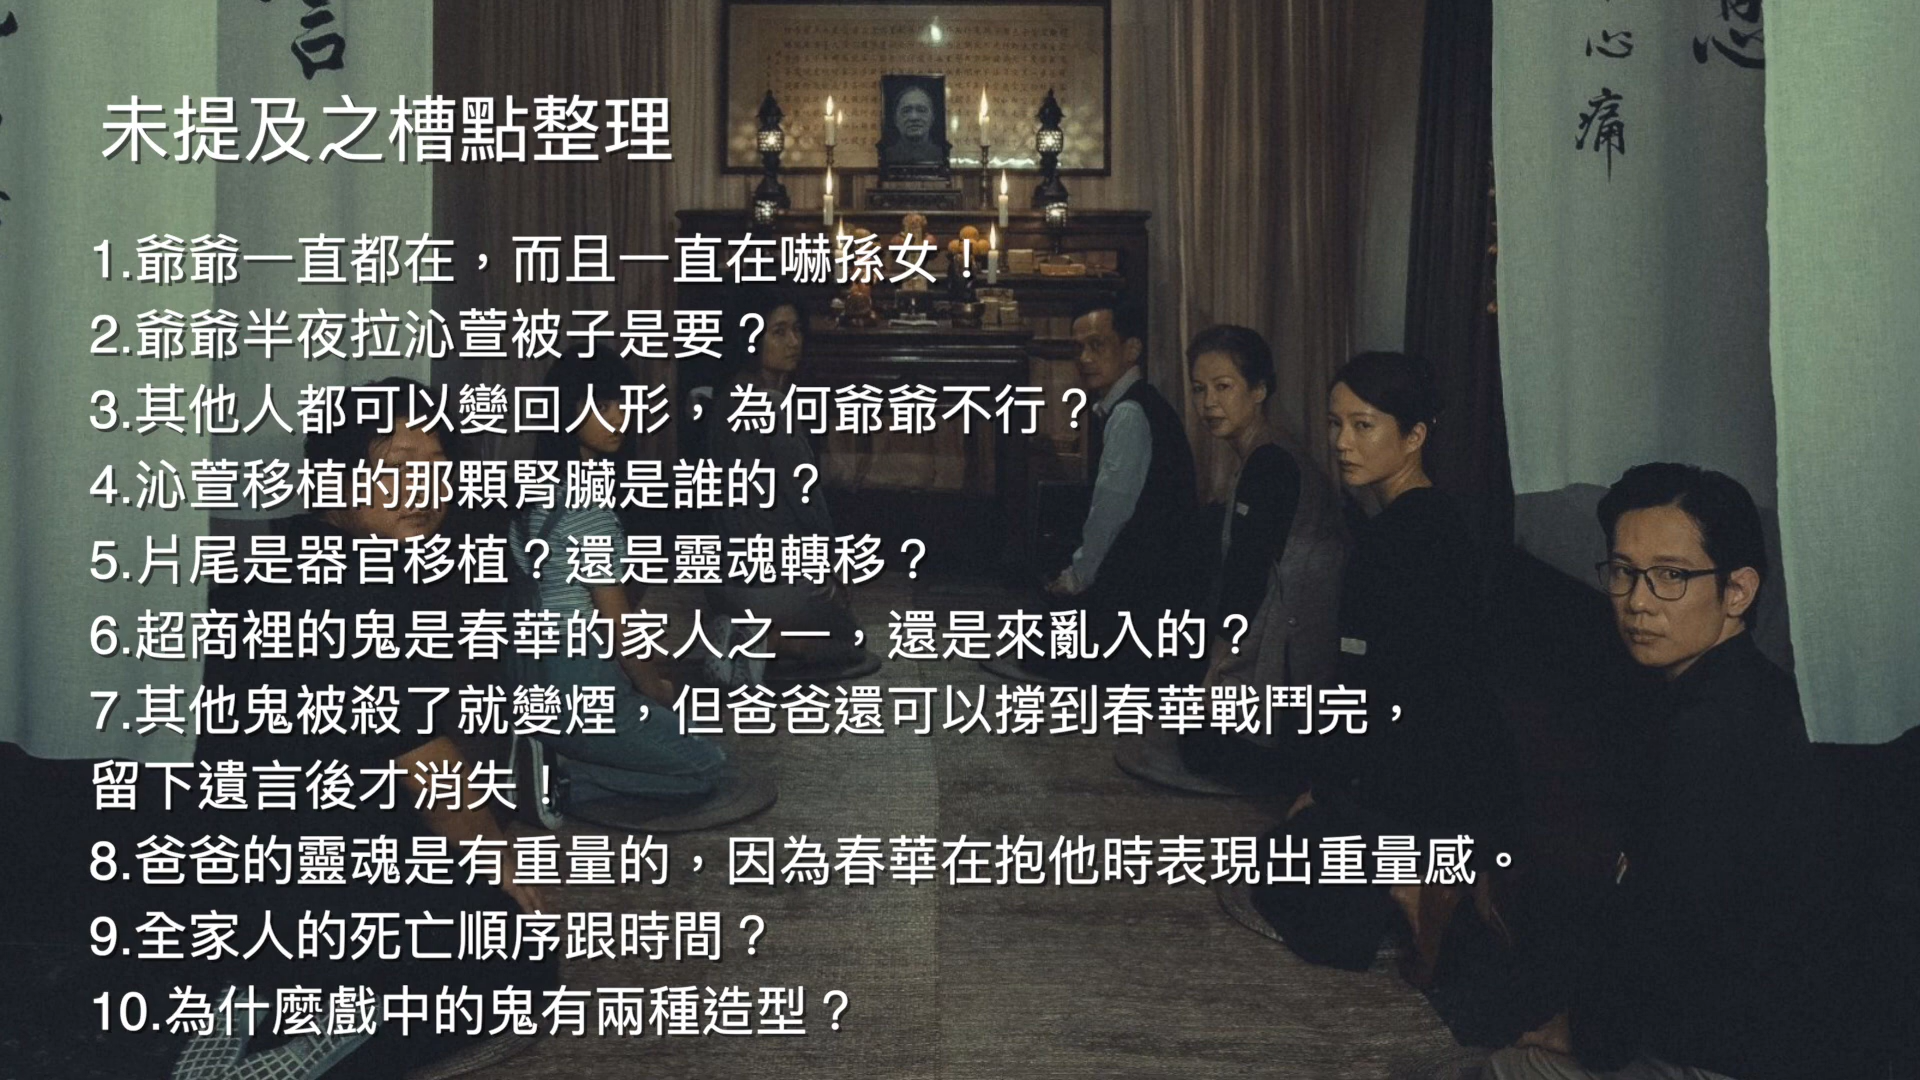 言
心
痛
未提及之槽點整理
1.爺爺一直都在，而且一直在嚇孫女！
2.爺爺半夜拉沁萱被子是要？
3.其他人都可以變回人形，為何爺爺不行？
4.沁萱移植的那顆腎臟是誰的？
5.片尾是器官移植？還是靈魂轉移？
6.超商裡的鬼是春華的家人之一，還是來亂入的？
7.其他鬼被殺了就變煙，但爸爸還可以撐到春華戰鬥完，
留下遺言後才消失！
8.爸爸的靈魂是有重量的，因為春華在抱他時表現出重量感。
9.全家人的死亡順序跟時間？
10.為什麼戲中的鬼有兩種造型？